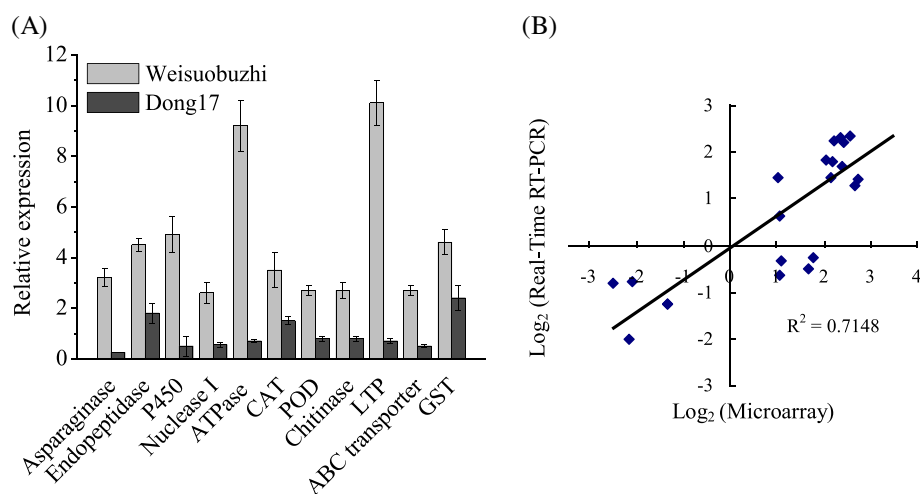 (A)
12
10
8
6
4
2
0
Relative expression
Weisuobuzhi
Dong17
Asparaginase
Endopeptidase
P450
Nuclease I
ATPase
CAT
POD
Chitinase
LTP
ABC transporter
GST
(B)
3
2
1
0
-1
-2
-3
-3 -2 -1 0 1 2 3 4
Log2 (Real-Time RT-PCR)
R2 = 0.7148
Log2 (Microarray)